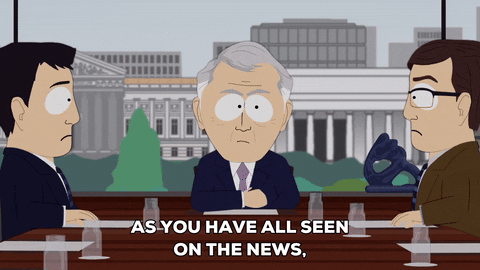 AS YOU HAVE ALL SEEN
ON THE NEWS,